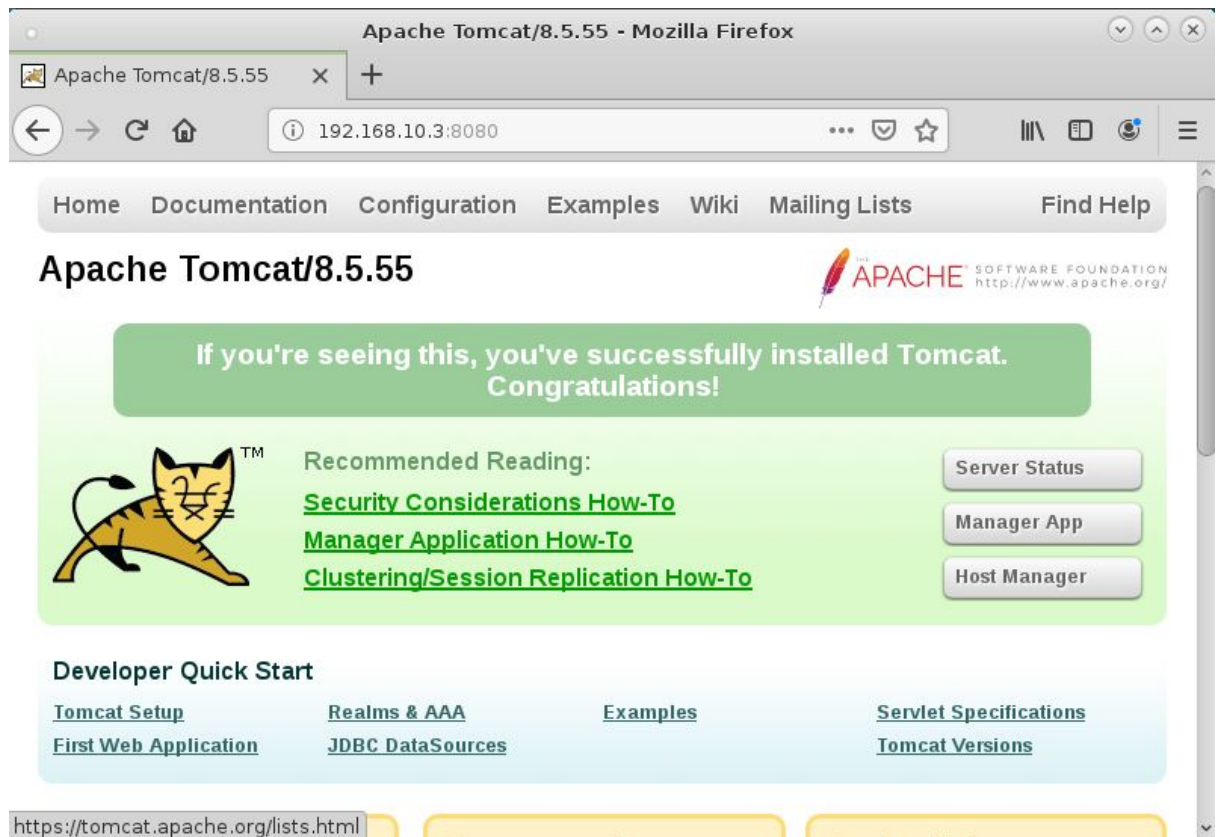 Apache Tomcat/8.5.55 - Mozilla Firefox
Apache Tomcat/8.5.55
192.168.10.3:8080
Home Documentation Configuration Examples Wiki Mailing Lists Find Help
Apache Tomcat/8.5.55
THE
APACHE SOFTWARE FOUNDATION
http://www.apache.org/
If you're seeing this, you've successfully installed Tomcat.
Congratulations!
TM
Recommended Reading:
Security Considerations How-To
Manager Application How-To
Clustering/Session Replication How-To
Server Status
Manager App
Host Manager
Developer Quick Start
Tomcat Setup Realms & AAA Examples Servlet Specifications
First Web Application JDBC DataSources Tomcat Versions
https://tomcat.apache.org/lists.html